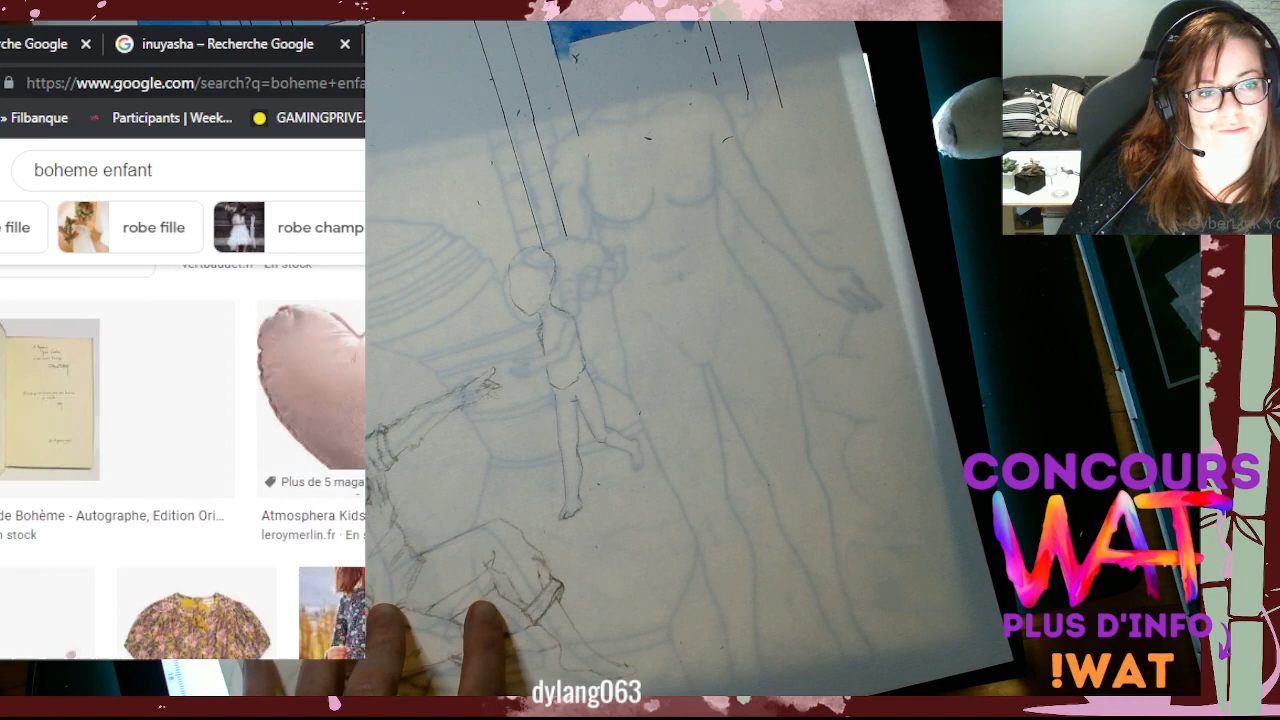 che Google
inuyasha – Recherche Google
https://www.google.com/search?q=boheme+enfa
» Filbanque
Participants | Week...
GAMINGPRIVE.
boheme enfant
fille
robe fille
robe champ
En stock
Plus de 5 maga
de Bohème - Autographe, Edition Ori...
n stock
Atmosphera Kids
leroymerlin.fr · En s
CONCOURS
WAT
PLUS D'INFO
!WAT
dylang063